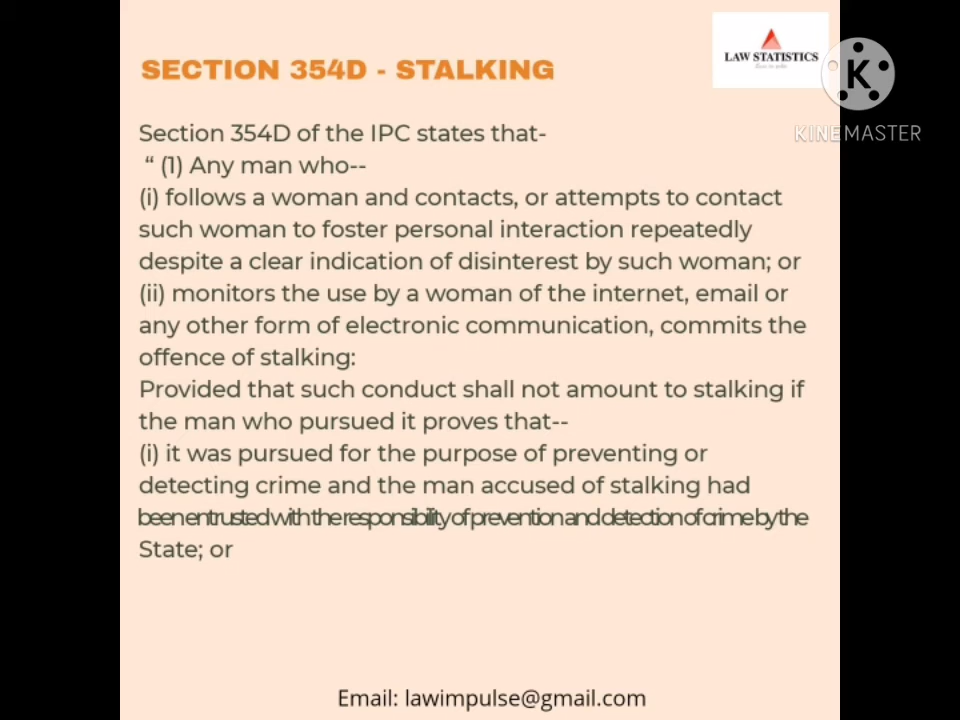 LAW STATISTICS
K
KINEMASTER
SECTION 354D - STALKING
Section 354D of the IPC states that-
“ (1) Any man who--
(i) follows a woman and contacts, or attempts to contact
such woman to foster personal interaction repeatedly
despite a clear indication of disinterest by such woman; or
(ii) monitors the use by a woman of the internet, email or
any other form of electronic communication, commits the
offence of stalking:
Provided that such conduct shall not amount to stalking if
the man who pursued it proves that--
(i) it was pursued for the purpose of preventing or
detecting crime and the man accused of stalking had
been entrusted with the responsibility of prevention and detection of crime by the
State; or
Email: lawimpulse@gmail.com